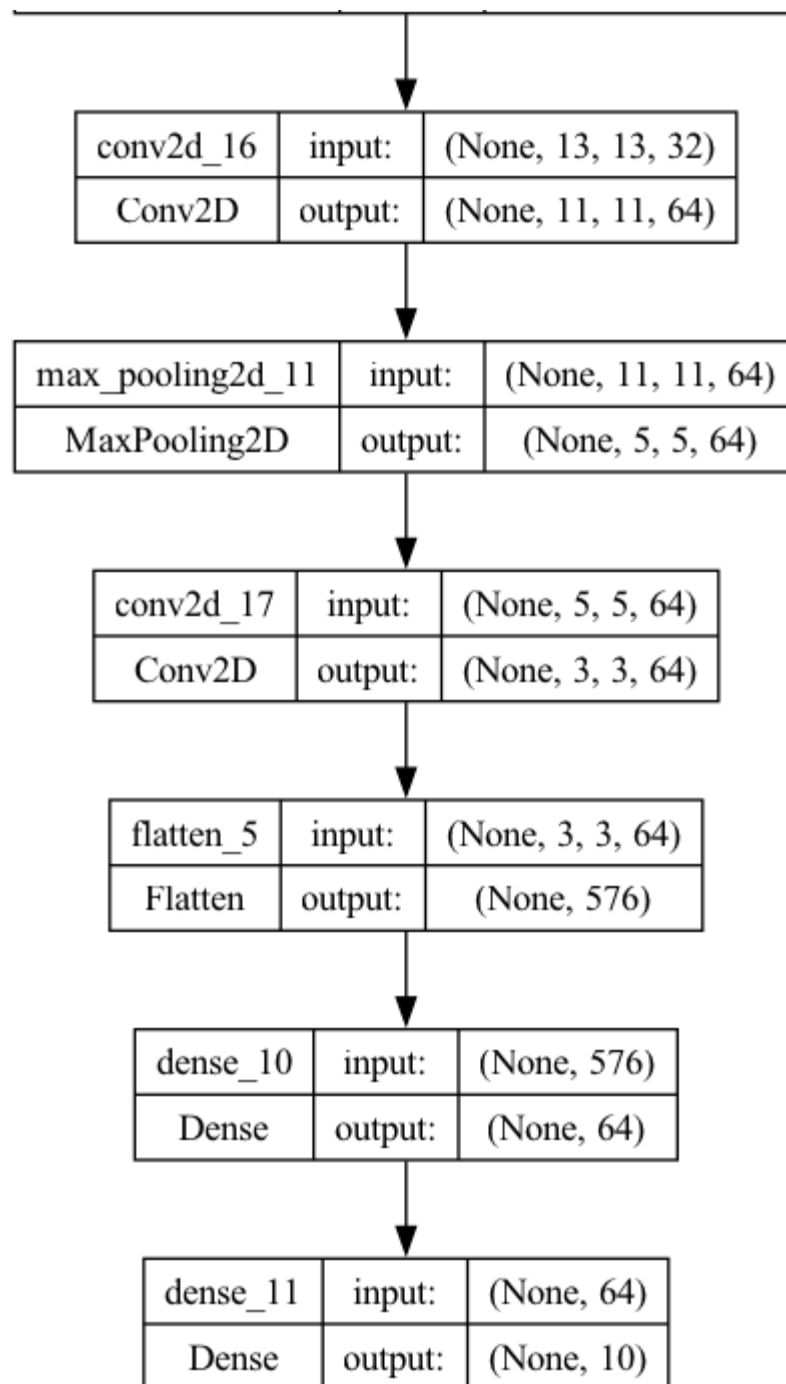 conv2d_16 input: (None, 13, 13, 32)
Conv2D output: (None, 11, 11, 64)
max_pooling2d_11 input: (None, 11, 11, 64)
MaxPooling2D output: (None, 5, 5, 64)
conv2d_17 input: (None, 5, 5, 64)
Conv2D output: (None, 3, 3, 64)
flatten_5 input: (None, 3, 3, 64)
Flatten output: (None, 576)
dense_10 input: (None, 576)
Dense output: (None, 64)
dense_11 input: (None, 64)
Dense output: (None, 10)